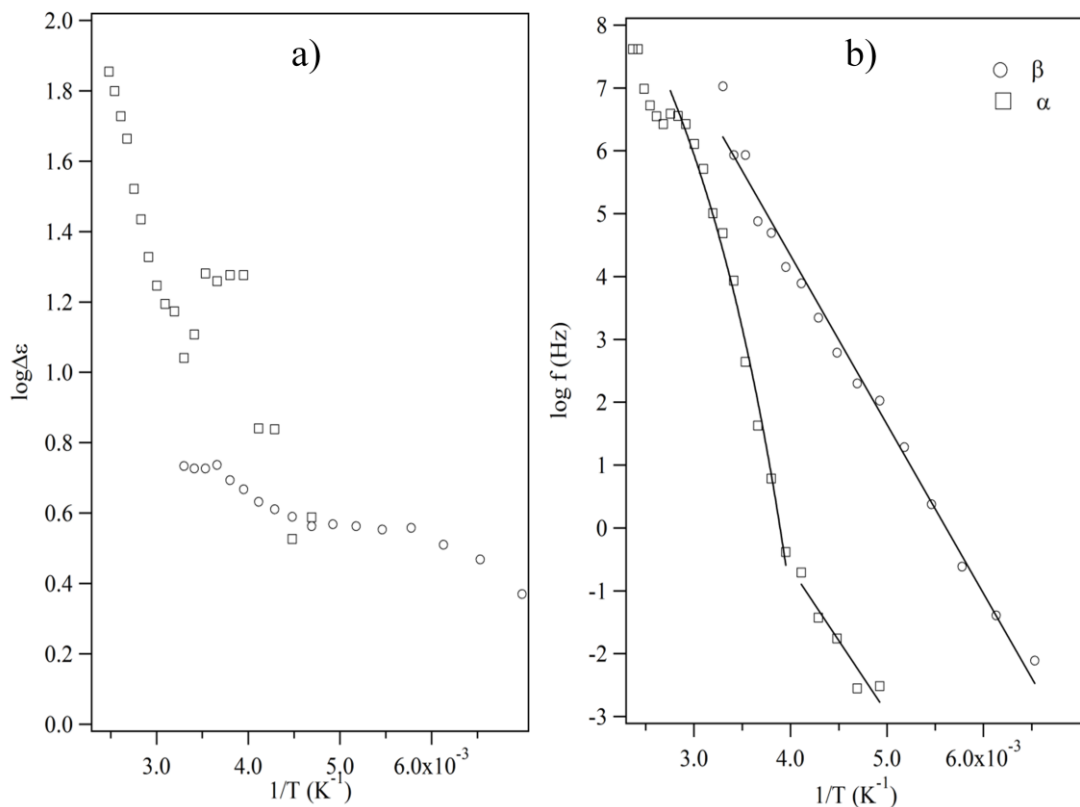 a)
2.0
1.8
1.6
1.4
1.2
1.0
0.8
0.6
0.4
0.2
0.0
logΔε
3.0 4.0 5.0 6.0x10⁻³
1/T (K⁻¹)
b)
○ β
□ α
8
7
6
5
4
3
2
1
0
-1
-2
-3
log f (Hz)
3.0 4.0 5.0 6.0x10⁻³
1/T (K⁻¹)